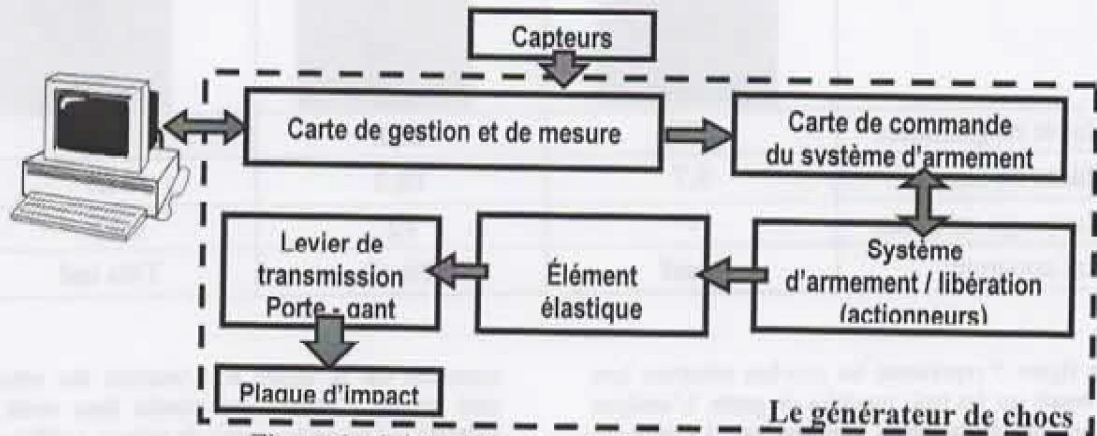 Capteurs
Carte de gestion et de mesure
Carte de commande
du système d'armement
Levier de
transmission
Porte - gant
Élément
élastique
Système
d'armement / libération
(actionneurs)
Plaque d'Impact
Le générateur de chocs